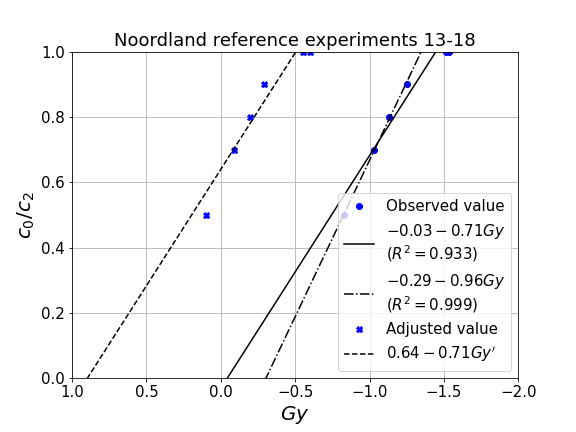 Noordland reference experiments 13-18
1.0
0.8
0.6
0.4
0.2
0.0
c₀/c₂
Observed value
−0.03 − 0.71Gy
(R² = 0.933)
−0.29 − 0.96Gy
(R² = 0.999)
Adjusted value
0.64 − 0.71Gy′
1.0 0.5 0.0 −0.5 −1.0 −1.5 −2.0
Gy